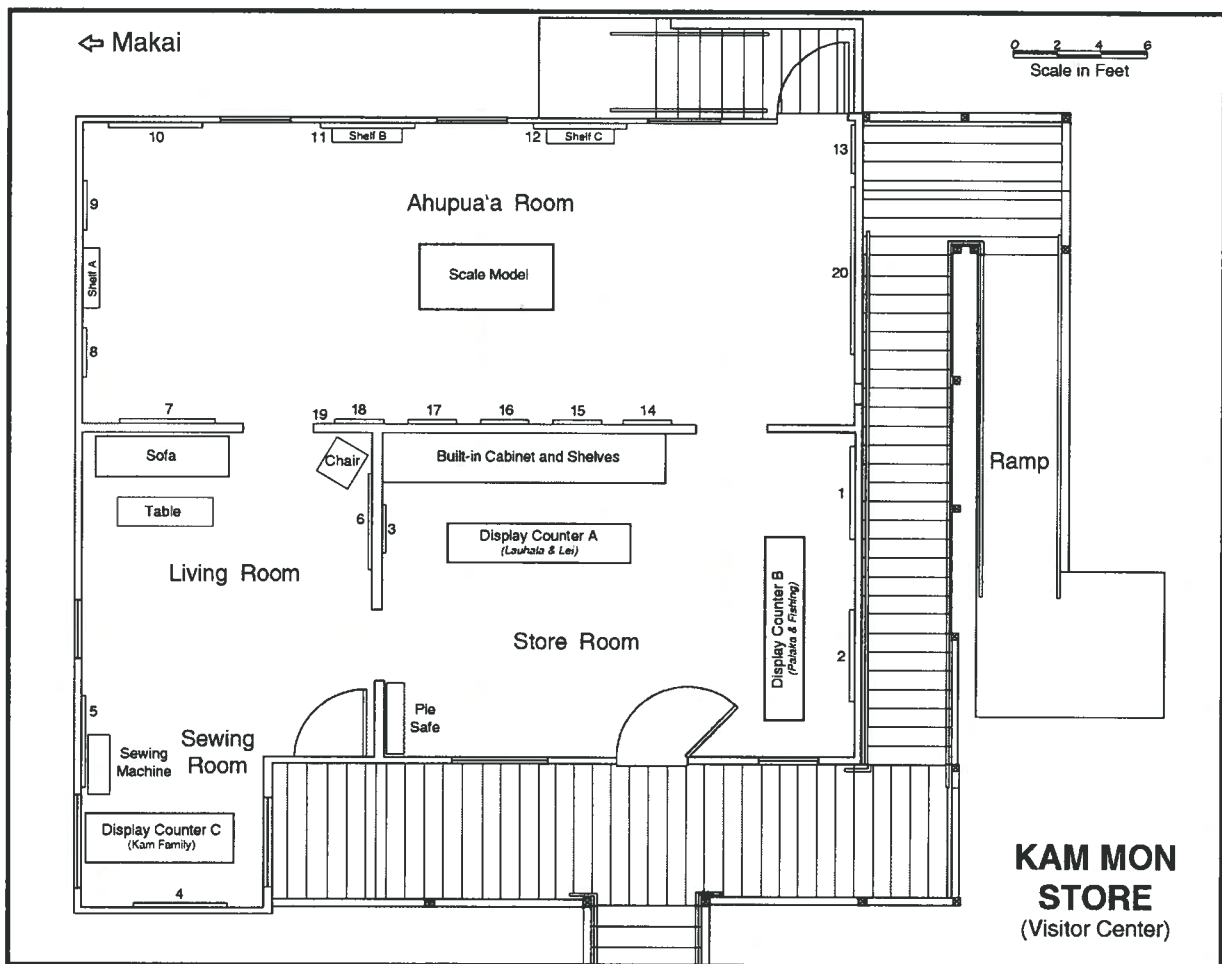 ⇦ Makai
0 2 4 6
Scale in Feet
10
11
Shelf B
12
Shelf C
13
9
Ahupua'a Room
Shelf A
Scale Model
20
8
7
19
18
17
16
15
14
Sofa
Chair
Built-in Cabinet and Shelves
Ramp
Table
6
3
1
Display Counter A
(Lauhala & Lei)
Living Room
Display Counter B
(Palaka & Fishing)
Store Room
2
5
Pie
Safe
Sewing
Machine
Sewing
Room
Display Counter C
(Kam Family)
4
KAM MON
STORE
(Visitor Center)